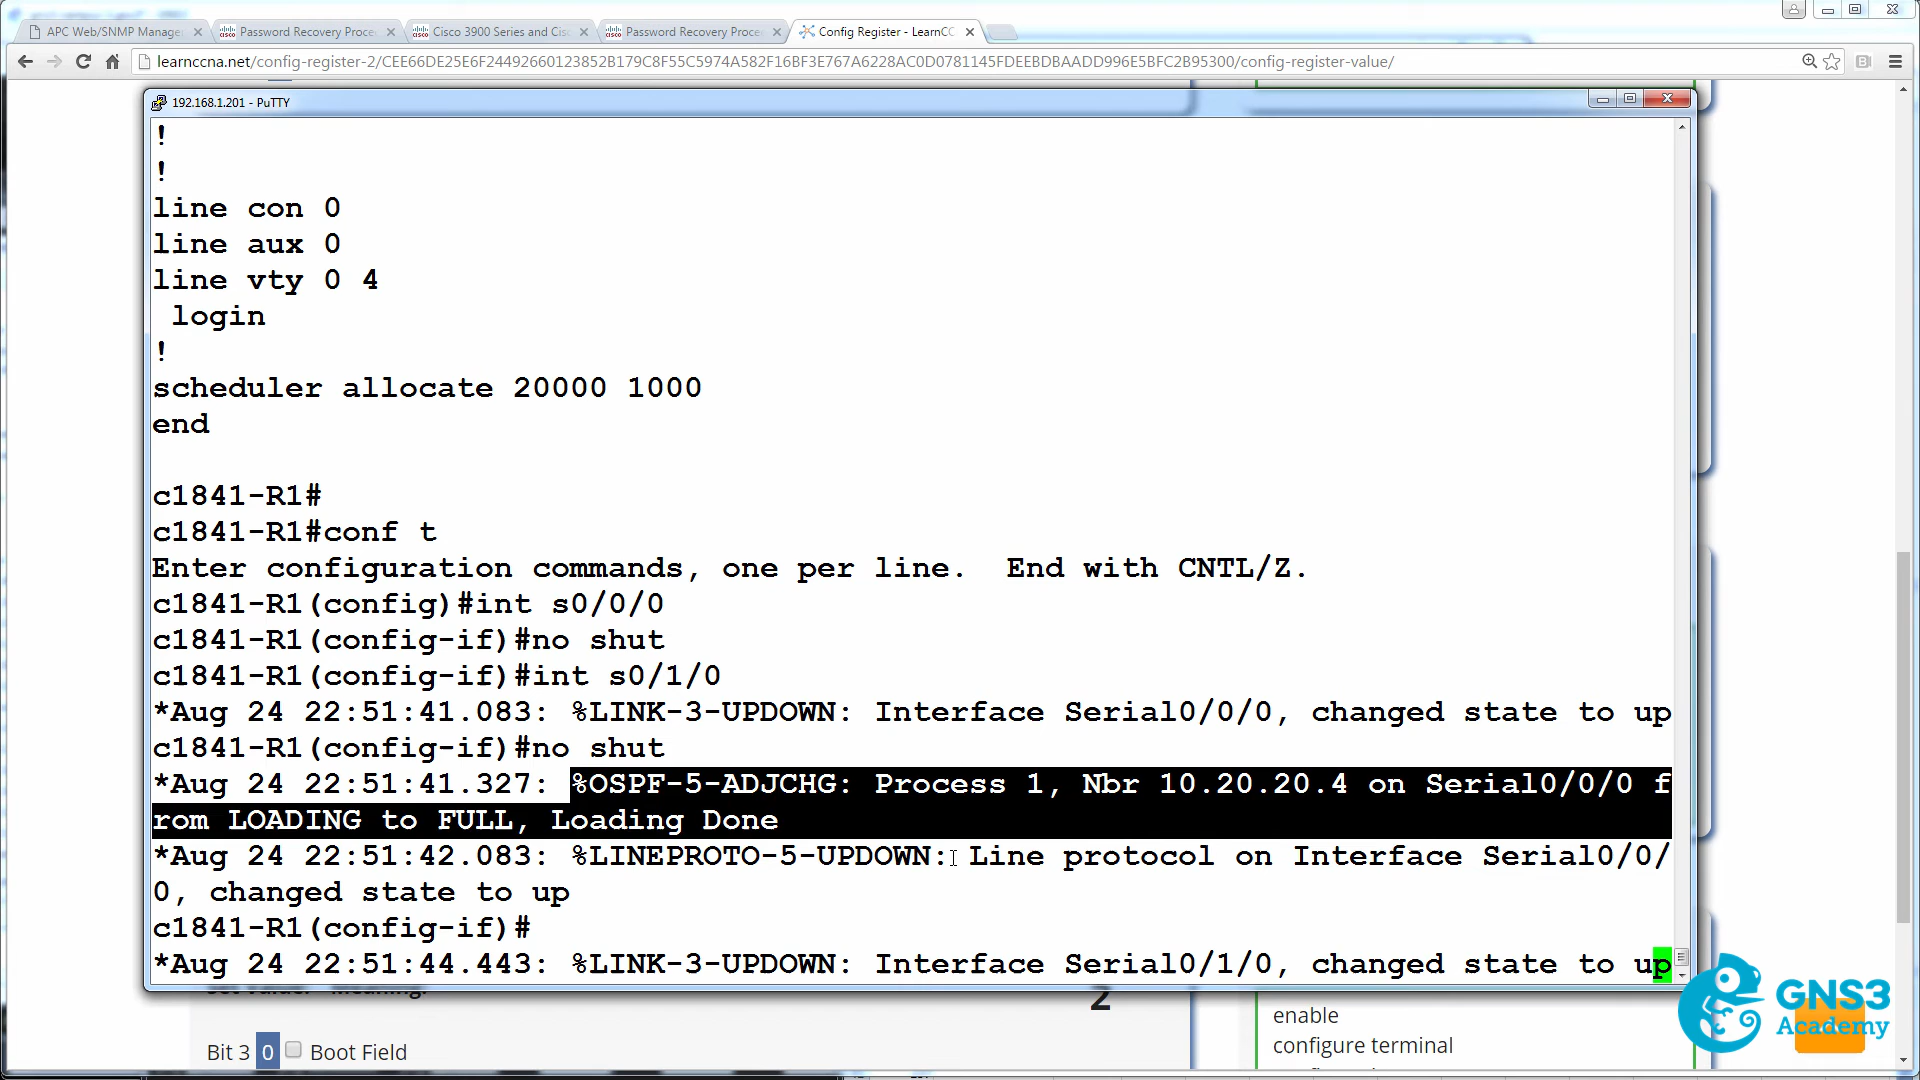 APC Web/SNMP Manage
Password Recovery Proce
Cisco 3900 Series and Cis
Password Recovery Proce
Config Register - LearnCC
learnccna.net/config-register-2/CEE66DE25E6F24492660123852B179C8F55C5974A582F16BF3E767A6228AC0D0781145FDEEBDBAADD996E5BFC2B95300/config-register-value/
192.168.1.201 - PuTTY
!
!
line con 0
line aux 0
line vty 0 4
login
!
scheduler allocate 20000 1000
end
c1841-R1#
c1841-R1#conf t
Enter configuration commands, one per line.  End with CNTL/Z.
c1841-R1(config)#int s0/0/0
c1841-R1(config-if)#no shut
c1841-R1(config-if)#int s0/1/0
*Aug 24 22:51:41.083: %LINK-3-UPDOWN: Interface Serial0/0/0, changed state to up
c1841-R1(config-if)#no shut
*Aug 24 22:51:41.327: %OSPF-5-ADJCHG: Process 1, Nbr 10.20.20.4 on Serial0/0/0 f
rom LOADING to FULL, Loading Done
*Aug 24 22:51:42.083: %LINEPROTO-5-UPDOWN: Line protocol on Interface Serial0/0/
0, changed state to up
c1841-R1(config-if)#
*Aug 24 22:51:44.443: %LINK-3-UPDOWN: Interface Serial0/1/0, changed state to up
2
Bit 3 0 Boot Field
enable
configure terminal
GNS3
Academy